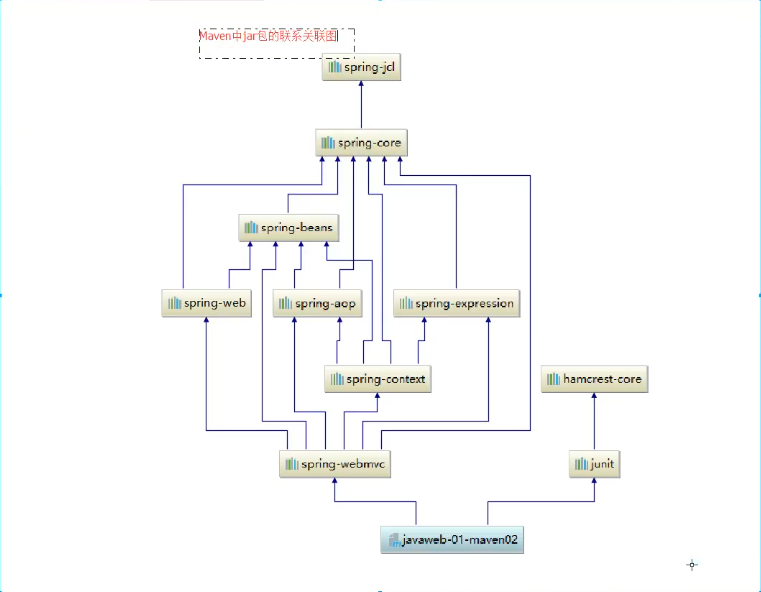 Maven中jar包的联系关联图
spring-jcl
spring-core
spring-beans
spring-web
spring-aop
spring-expression
spring-context
hamcrest-core
spring-webmvc
junit
javaweb-01-maven02